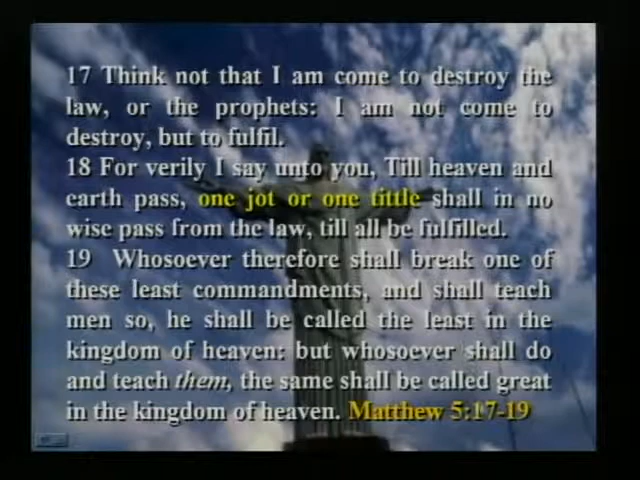 17 Think not that I am come to destroy the
law, or the prophets: I am not come to
destroy, but to fulfil.
18 For verily I say unto you, Till heaven and
earth pass, one jot or one tittle shall in no
wise pass from the law, till all be fulfilled.
19 Whosoever therefore shall break one of
these least commandments, and shall teach
men so, he shall be called the least in the
kingdom of heaven: but whosoever shall do
and teach them, the same shall be called great
in the kingdom of heaven. Matthew 5:17-19